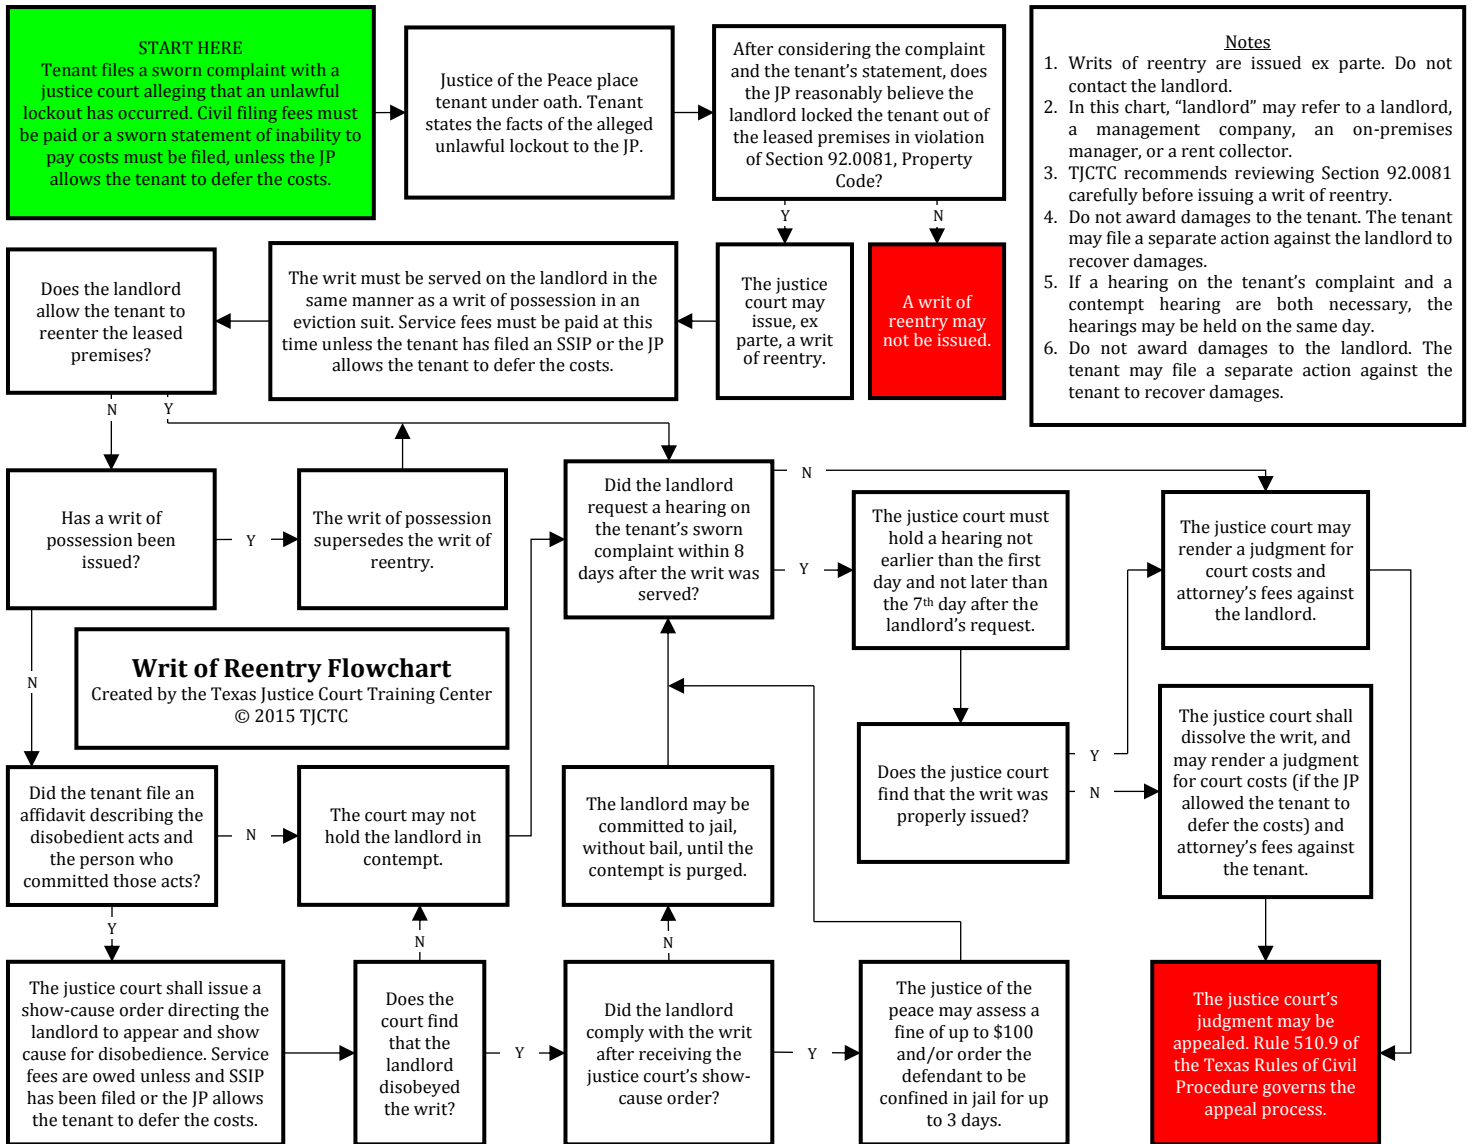 START HERE
Tenant files a sworn complaint with a
justice court alleging that an unlawful
lockout has occurred. Civil filing fees must
be paid or a sworn statement of inability to
pay costs must be filed, unless the JP
allows the tenant to defer the costs.
Justice of the Peace place
tenant under oath. Tenant
states the facts of the alleged
unlawful lockout to the JP.
After considering the complaint
and the tenant's statement, does
the JP reasonably believe the
landlord locked the tenant out of
the leased premises in violation
of Section 92.0081, Property
Code?
Y
N
Notes
1. Writs of reentry are issued ex parte. Do not
contact the landlord.
2. In this chart, "landlord" may refer to a landlord,
a management company, an on-premises
manager, or a rent collector.
3. TJCTC recommends reviewing Section 92.0081
carefully before issuing a writ of reentry.
4. Do not award damages to the tenant. The tenant
may file a separate action against the landlord to
recover damages.
5. If a hearing on the tenant's complaint and a
contempt hearing are both necessary, the
hearings may be held on the same day.
6. Do not award damages to the landlord. The
tenant may file a separate action against the
tenant to recover damages.
Does the landlord
allow the tenant to
reenter the leased
premises?
The writ must be served on the landlord in the
same manner as a writ of possession in an
eviction suit. Service fees must be paid at this
time unless the tenant has filed an SSIP or the JP
allows the tenant to defer the costs.
The justice
court may
issue, ex
parte, a writ
of reentry.
A writ of
reentry may
not be issued.
N
Y
Has a writ of
possession been
issued?
Y
The writ of possession
supersedes the writ of
reentry.
Did the landlord
request a hearing on
the tenant's sworn
complaint within 8
days after the writ was
served?
N
Y
The justice court must
hold a hearing not
earlier than the first
day and not later than
the 7th day after the
landlord's request.
The justice court may
render a judgment for
court costs and
attorney's fees against
the landlord.
N
Writ of Reentry Flowchart
Created by the Texas Justice Court Training Center
© 2015 TJCTC
Did the tenant file an
affidavit describing the
disobedient acts and
the person who
committed those acts?
N
The court may not
hold the landlord in
contempt.
The landlord may be
committed to jail,
without bail, until the
contempt is purged.
Does the justice court
find that the writ was
properly issued?
Y
N
The justice court shall
dissolve the writ, and
may render a judgment
for court costs (if the JP
allowed the tenant to
defer the costs) and
attorney's fees against
the tenant.
Y
N
N
The justice court shall issue a
show-cause order directing the
landlord to appear and show
cause for disobedience. Service
fees are owed unless and SSIP
has been filed or the JP allows
the tenant to defer the costs.
Does the
court find
that the
landlord
disobeyed
the writ?
Y
Did the landlord
comply with the writ
after receiving the
justice court's show-
cause order?
Y
The justice of the
peace may assess a
fine of up to $100
and/or order the
defendant to be
confined in jail for up
to 3 days.
The justice court's
judgment may be
appealed. Rule 510.9 of
the Texas Rules of Civil
Procedure governs the
appeal process.